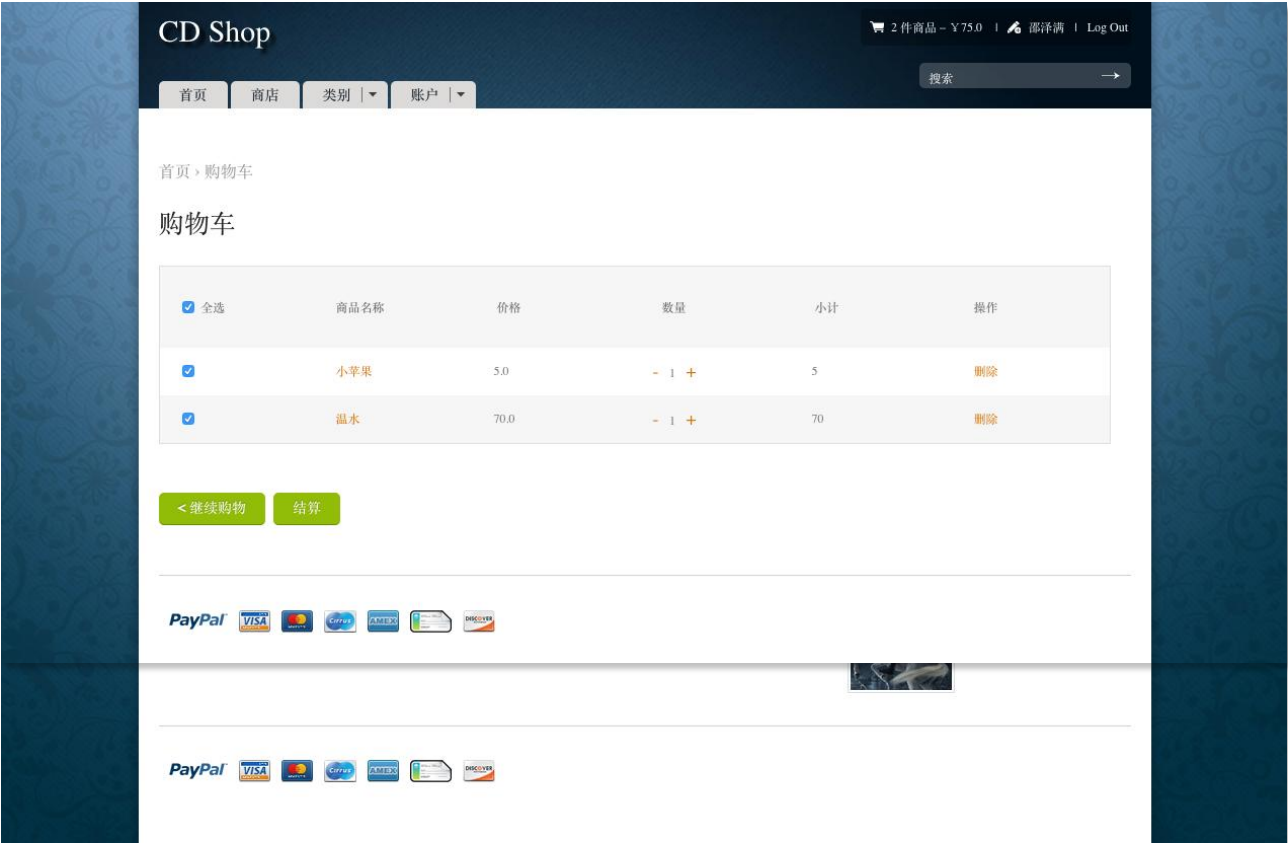 CD Shop
2 件商品 – ￥75.0 | 邵泽满 | Log Out
搜索
首页 商店 类别 账户
首页 › 购物车
购物车
全选 商品名称 价格 数量 小计 操作
小苹果 5.0 - 1 + 5 删除
温水 70.0 - 1 + 70 删除
< 继续购物 结算
PayPal VISA Cirrus AMEX DISCOVER
PayPal VISA Cirrus AMEX DISCOVER